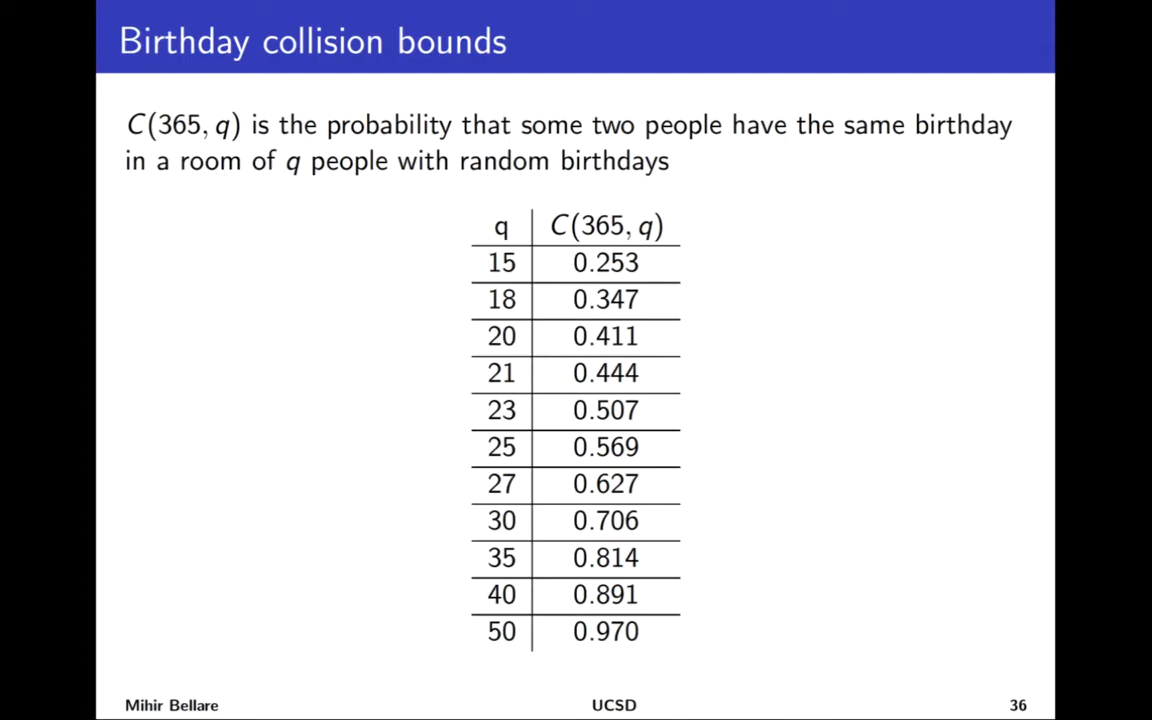 Birthday collision bounds
C(365, q) is the probability that some two people have the same birthday
in a room of q people with random birthdays
q C(365, q)
15 0.253
18 0.347
20 0.411
21 0.444
23 0.507
25 0.569
27 0.627
30 0.706
35 0.814
40 0.891
50 0.970
Mihir Bellare UCSD 36